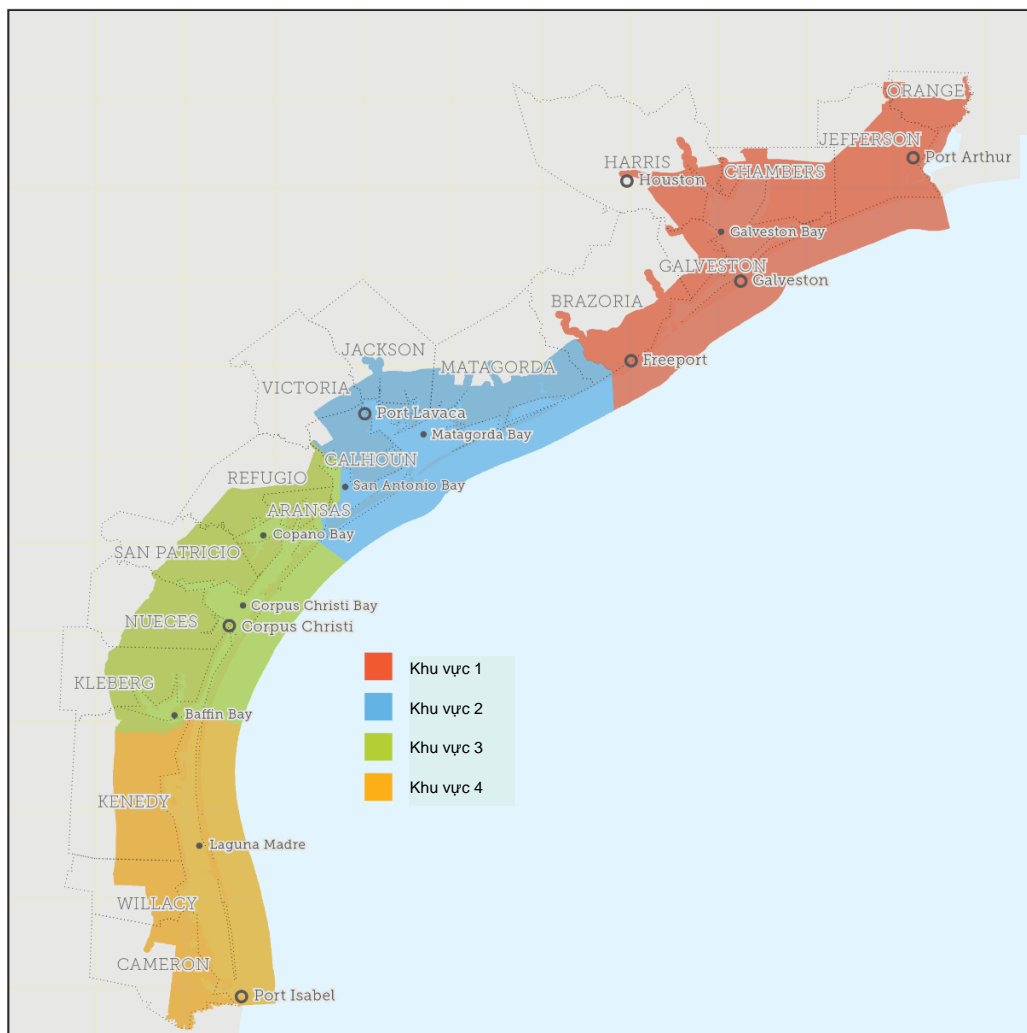 ORANGE
JEFFERSON
Port Arthur
HARRIS
Houston
CHAMBERS
Galveston Bay
GALVESTON
Galveston
BRAZORIA
Freeport
JACKSON
MATAGORDA
VICTORIA
Port Lavaca
Matagorda Bay
CALHOUN
REFUGIO
San Antonio Bay
ARANSAS
Copano Bay
SAN PATRICIO
Corpus Christi Bay
NUECES
Corpus Christi
KLEBERG
Baffin Bay
Khu vực 1
Khu vực 2
Khu vực 3
Khu vực 4
KENEDY
Laguna Madre
WILLACY
CAMERON
Port Isabel